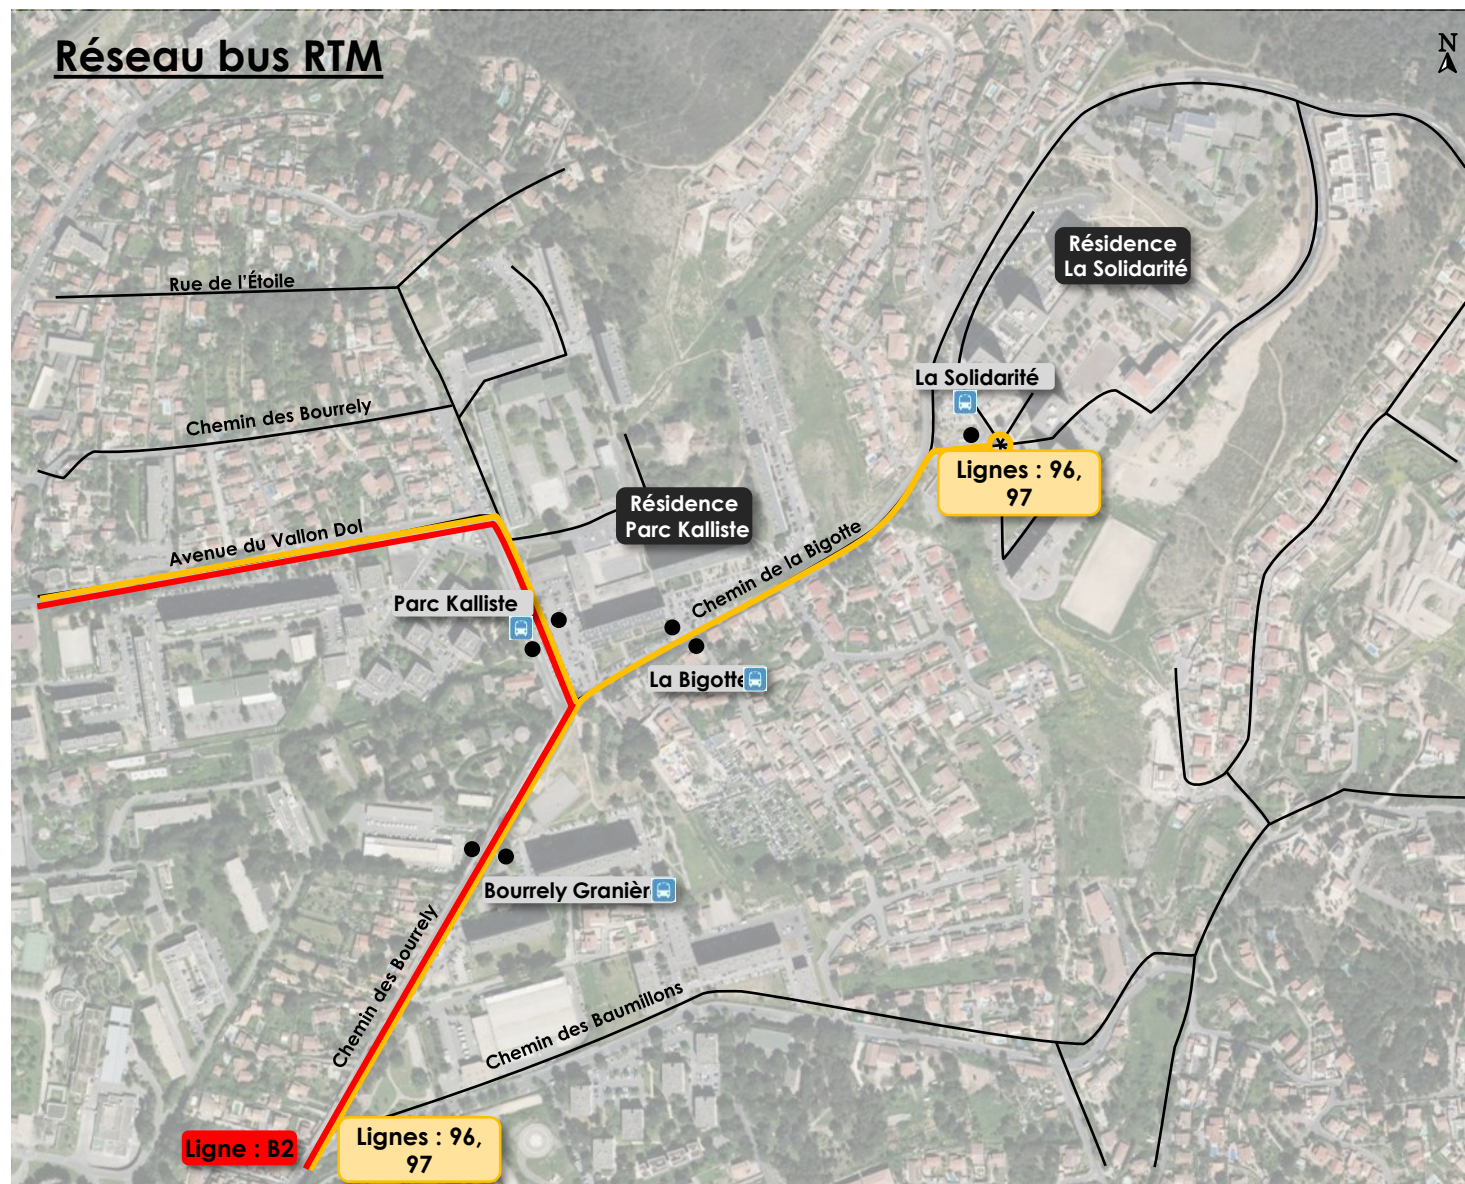 Réseau bus RTM
N
Résidence
La Solidarité
Rue de l'Étoile
La Solidarité
Chemin des Bourrely
Lignes : 96,
97
Résidence
Parc Kalliste
Avenue du Vallon Dol
Chemin de la Bigotte
Parc Kalliste
La Bigotte
Bourrely Granièr
Chemin des Bourrely
Chemin des Baumillons
Ligne : B2
Lignes : 96,
97